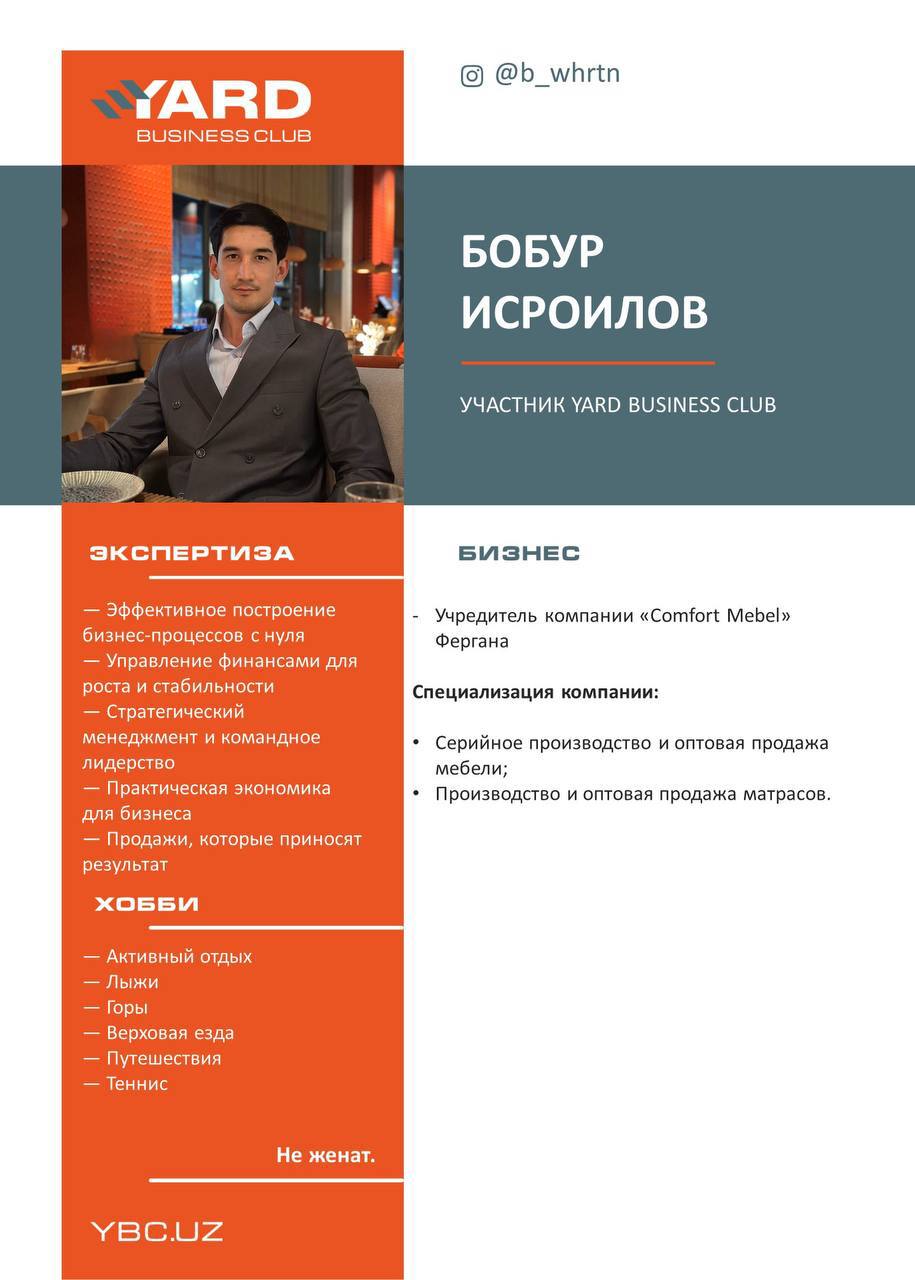 YARD
BUSINESS CLUB
@b_whrtn
БОБУР
ИСРОИЛОВ
УЧАСТНИК YARD BUSINESS CLUB
ЭКСПЕРТИЗА
— Эффективное построение
бизнес-процессов с нуля
— Управление финансами для
роста и стабильности
— Стратегический
менеджмент и командное
лидерство
— Практическая экономика
для бизнеса
— Продажи, которые приносят
результат
ХОББИ
— Активный отдых
— Лыжи
— Горы
— Верховая езда
— Путешествия
— Теннис
Не женат.
YBC.UZ
БИЗНЕС
- Учредитель компании «Comfort Mebel»
Фергана
Специализация компании:
• Серийное производство и оптовая продажа
мебели;
• Производство и оптовая продажа матрасов.